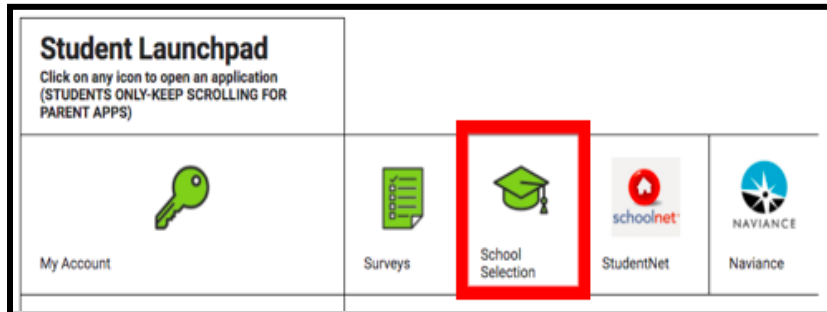 Student Launchpad
Click on any icon to open an application
(STUDENTS ONLY-KEEP SCROLLING FOR
PARENT APPS)
My Account
Surveys
School
Selection
schoolnet
StudentNet
NAVIANCE
Naviance